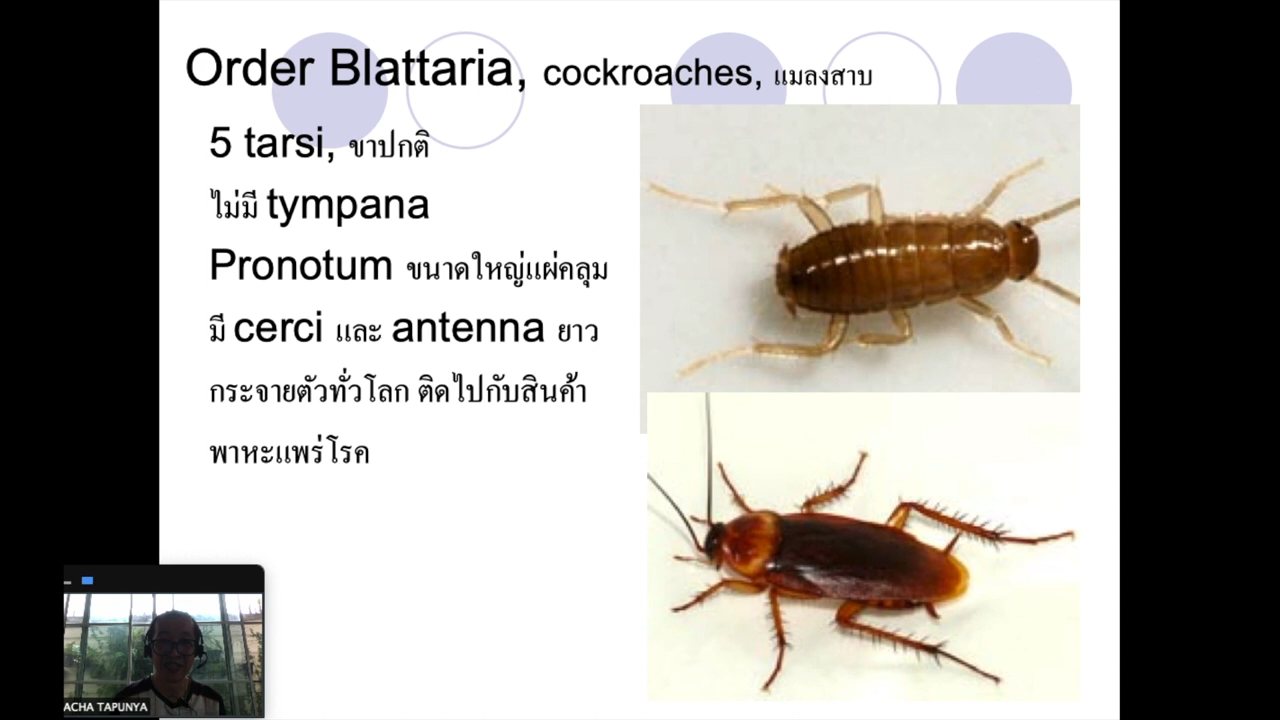 Order Blattaria, cockroaches, แมลงสาบ
5 tarsi, ขาปกติ
ไม่มี tympana
Pronotum ขนาดใหญ่แผ่คลุม
มี cerci และ antenna ยาว
กระจายตัวทั่วโลก ติดไปกับสินค้า
พาหะแพร่โรค
ACHA TAPUNYA